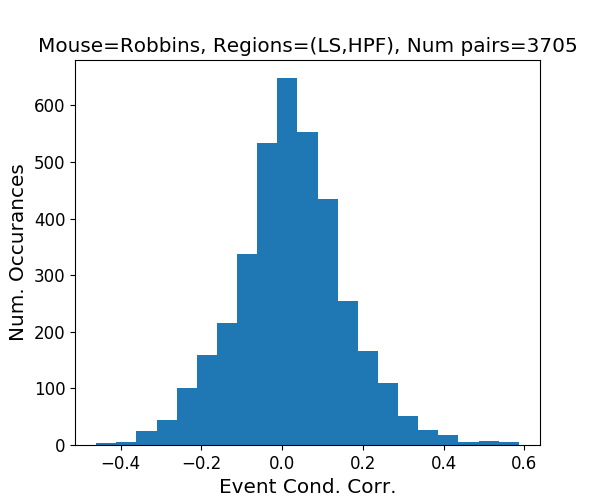 Mouse=Robbins, Regions=(LS,HPF), Num pairs=3705
600
500
400
300
200
100
0
Num. Occurances
−0.4 −0.2 0.0 0.2 0.4 0.6
Event Cond. Corr.